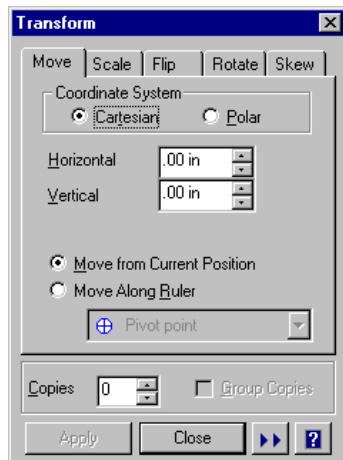 Transform
Move Scale Flip Rotate Skew
Coordinate System
Cartesian Polar
Horizontal .00 in
Vertical .00 in
Move from Current Position
Move Along Ruler
Pivot point
Copies 0 Group Copies
Apply Close ?